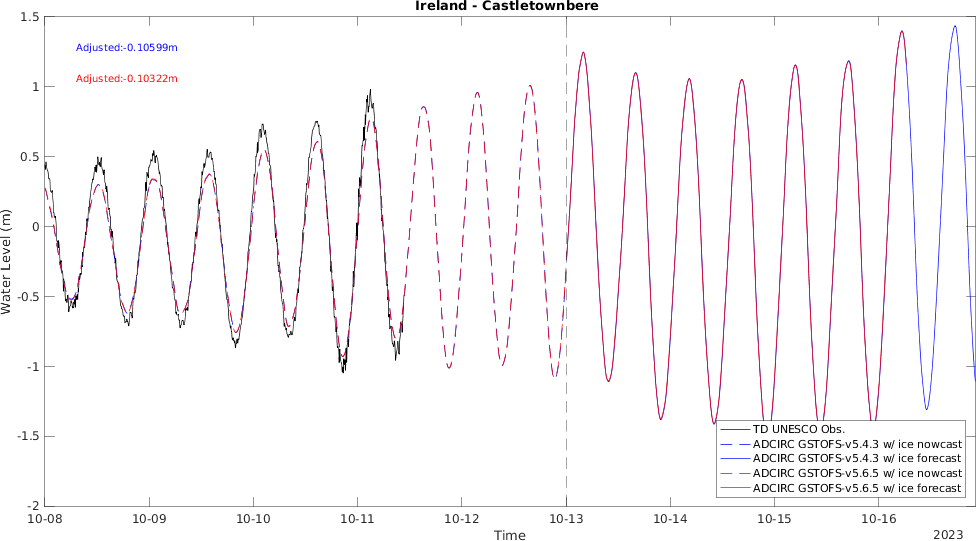 Ireland - Castletownbere
1.5
1
0.5
0
-0.5
-1
-1.5
-2
Water Level (m)
Adjusted:-0.10599m
Adjusted:-0.10322m
TD UNESCO Obs.
ADCIRC GSTOFS-v5.4.3 w/ ice nowcast
ADCIRC GSTOFS-v5.4.3 w/ ice forecast
ADCIRC GSTOFS-v5.6.5 w/ ice nowcast
ADCIRC GSTOFS-v5.6.5 w/ ice forecast
10-08 10-09 10-10 10-11 10-12 10-13 10-14 10-15 10-16
Time
2023